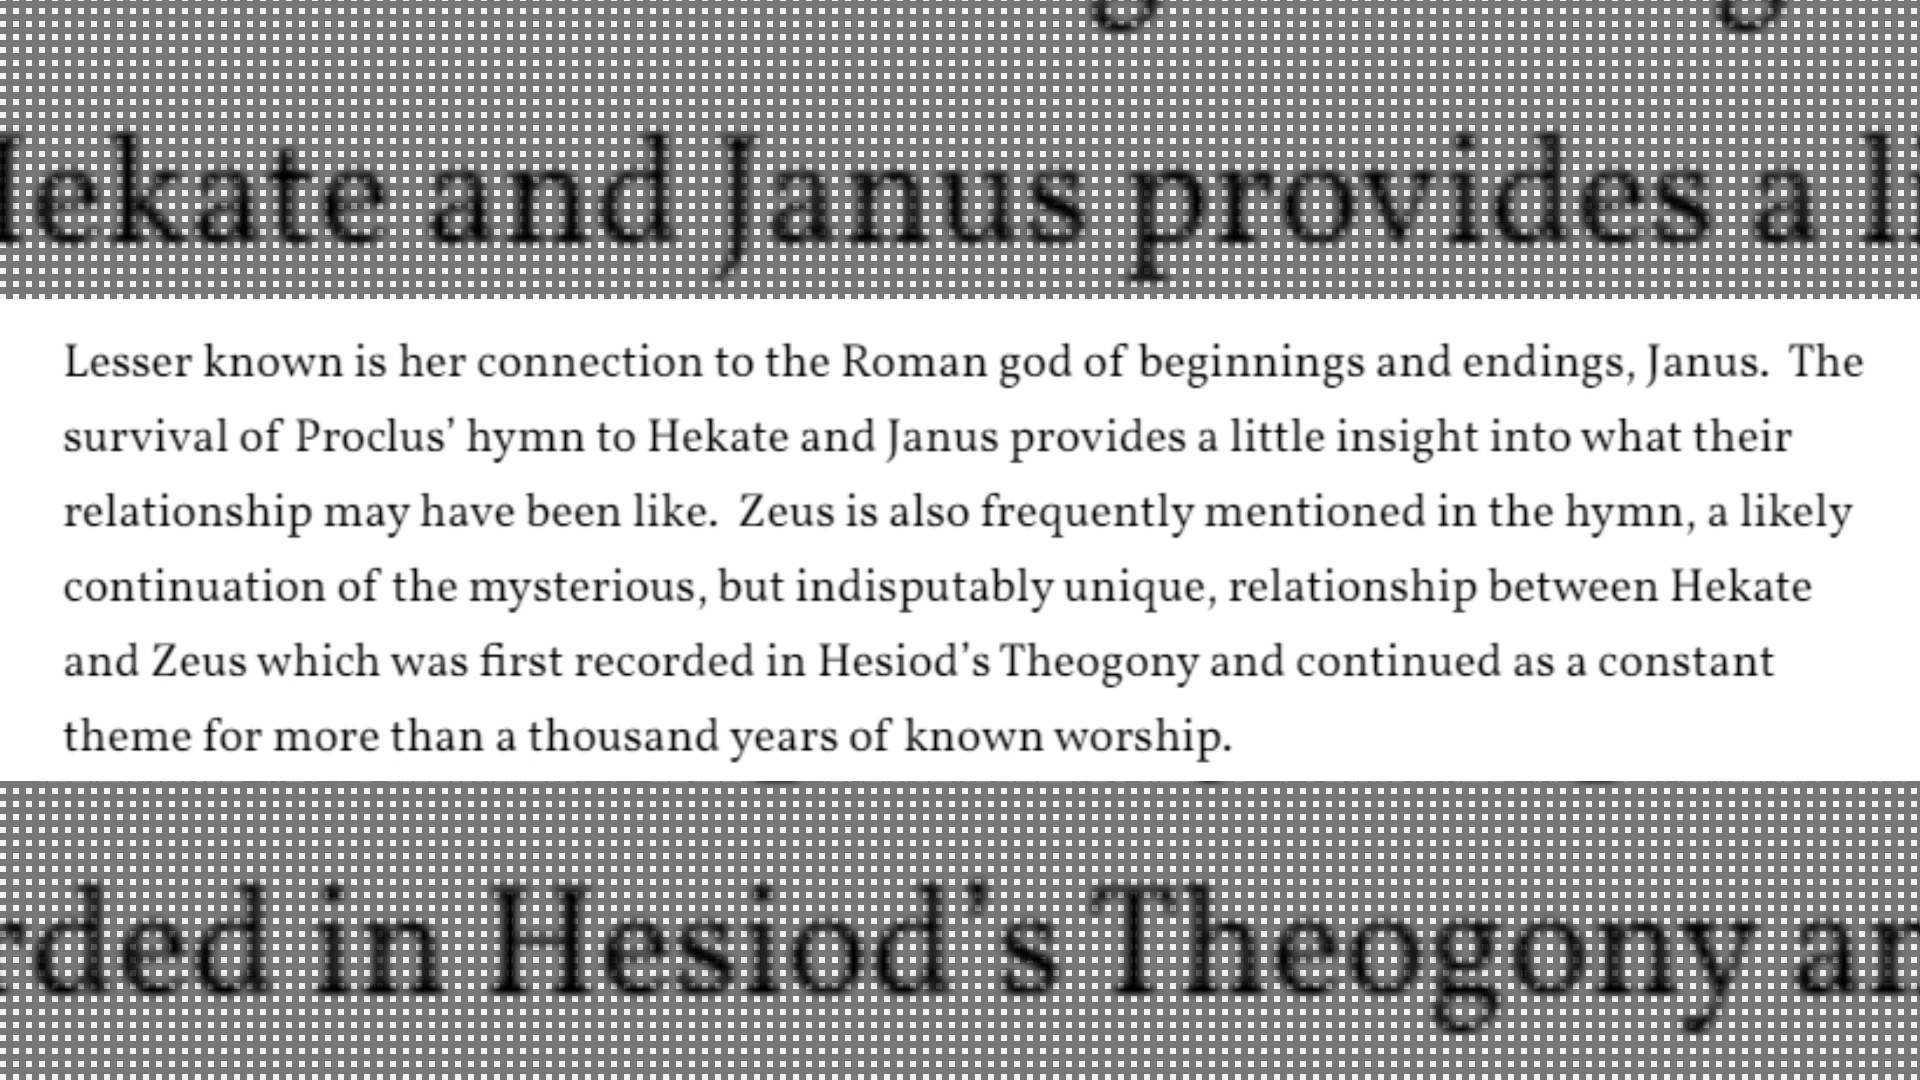 Hekate and Janus provides a li
Lesser known is her connection to the Roman god of beginnings and endings, Janus.  The
survival of Proclus’ hymn to Hekate and Janus provides a little insight into what their
relationship may have been like.  Zeus is also frequently mentioned in the hymn, a likely
continuation of the mysterious, but indisputably unique, relationship between Hekate
and Zeus which was first recorded in Hesiod’s Theogony and continued as a constant
theme for more than a thousand years of known worship.
rded in Hesiod’s Theogony an